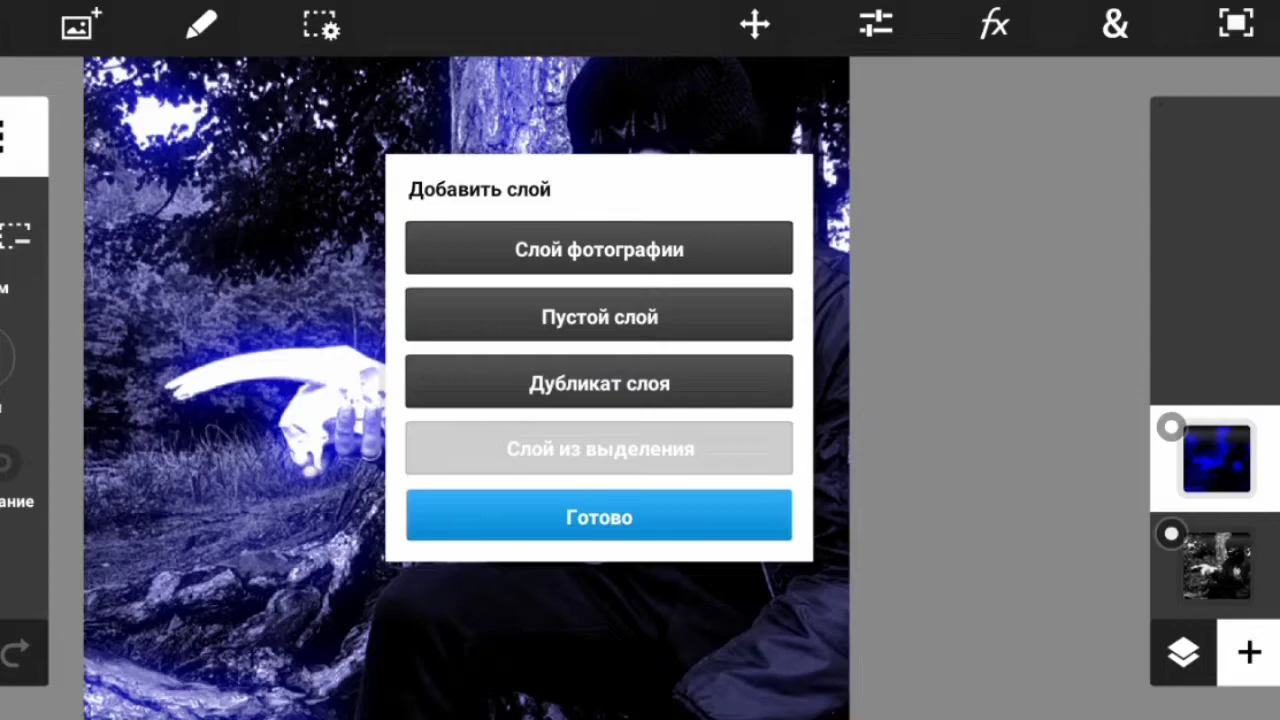 Добавить слой
Слой фотографии
Пустой слой
Дубликат слоя
Слой из выделения
Готово
м
ание